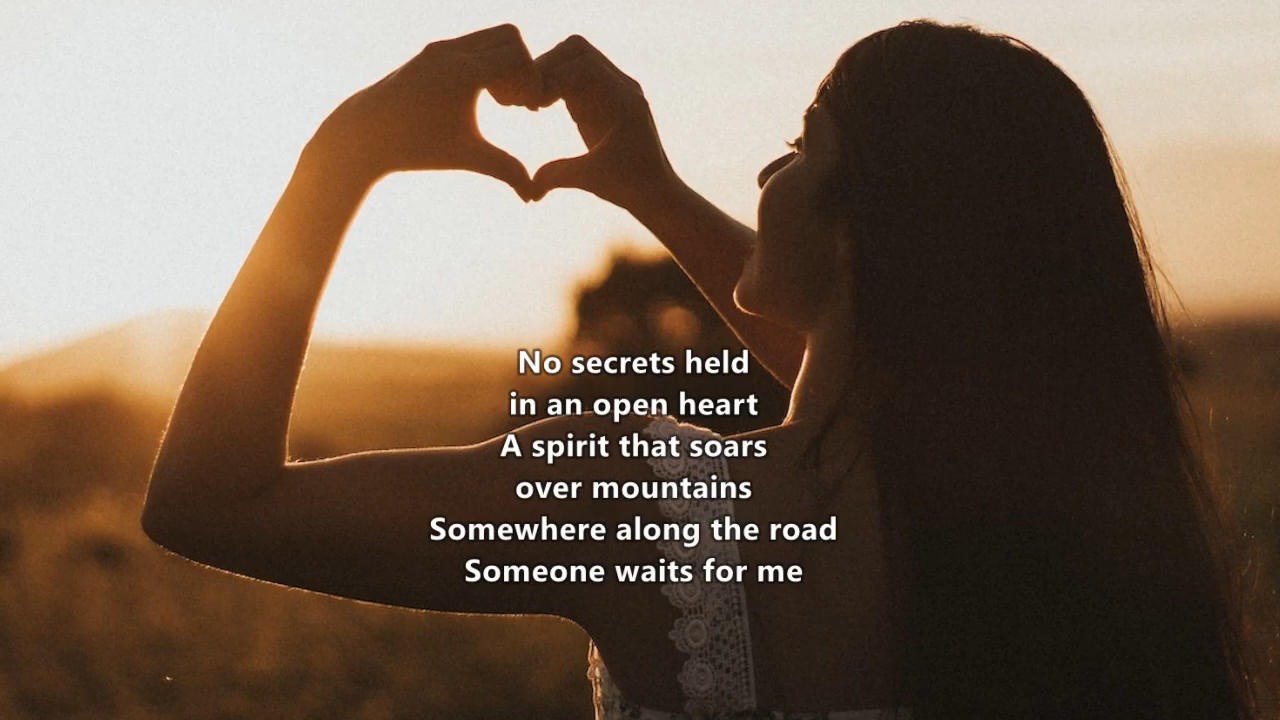 No secrets held
in an open heart
A spirit that soars
over mountains
Somewhere along the road
Someone waits for me